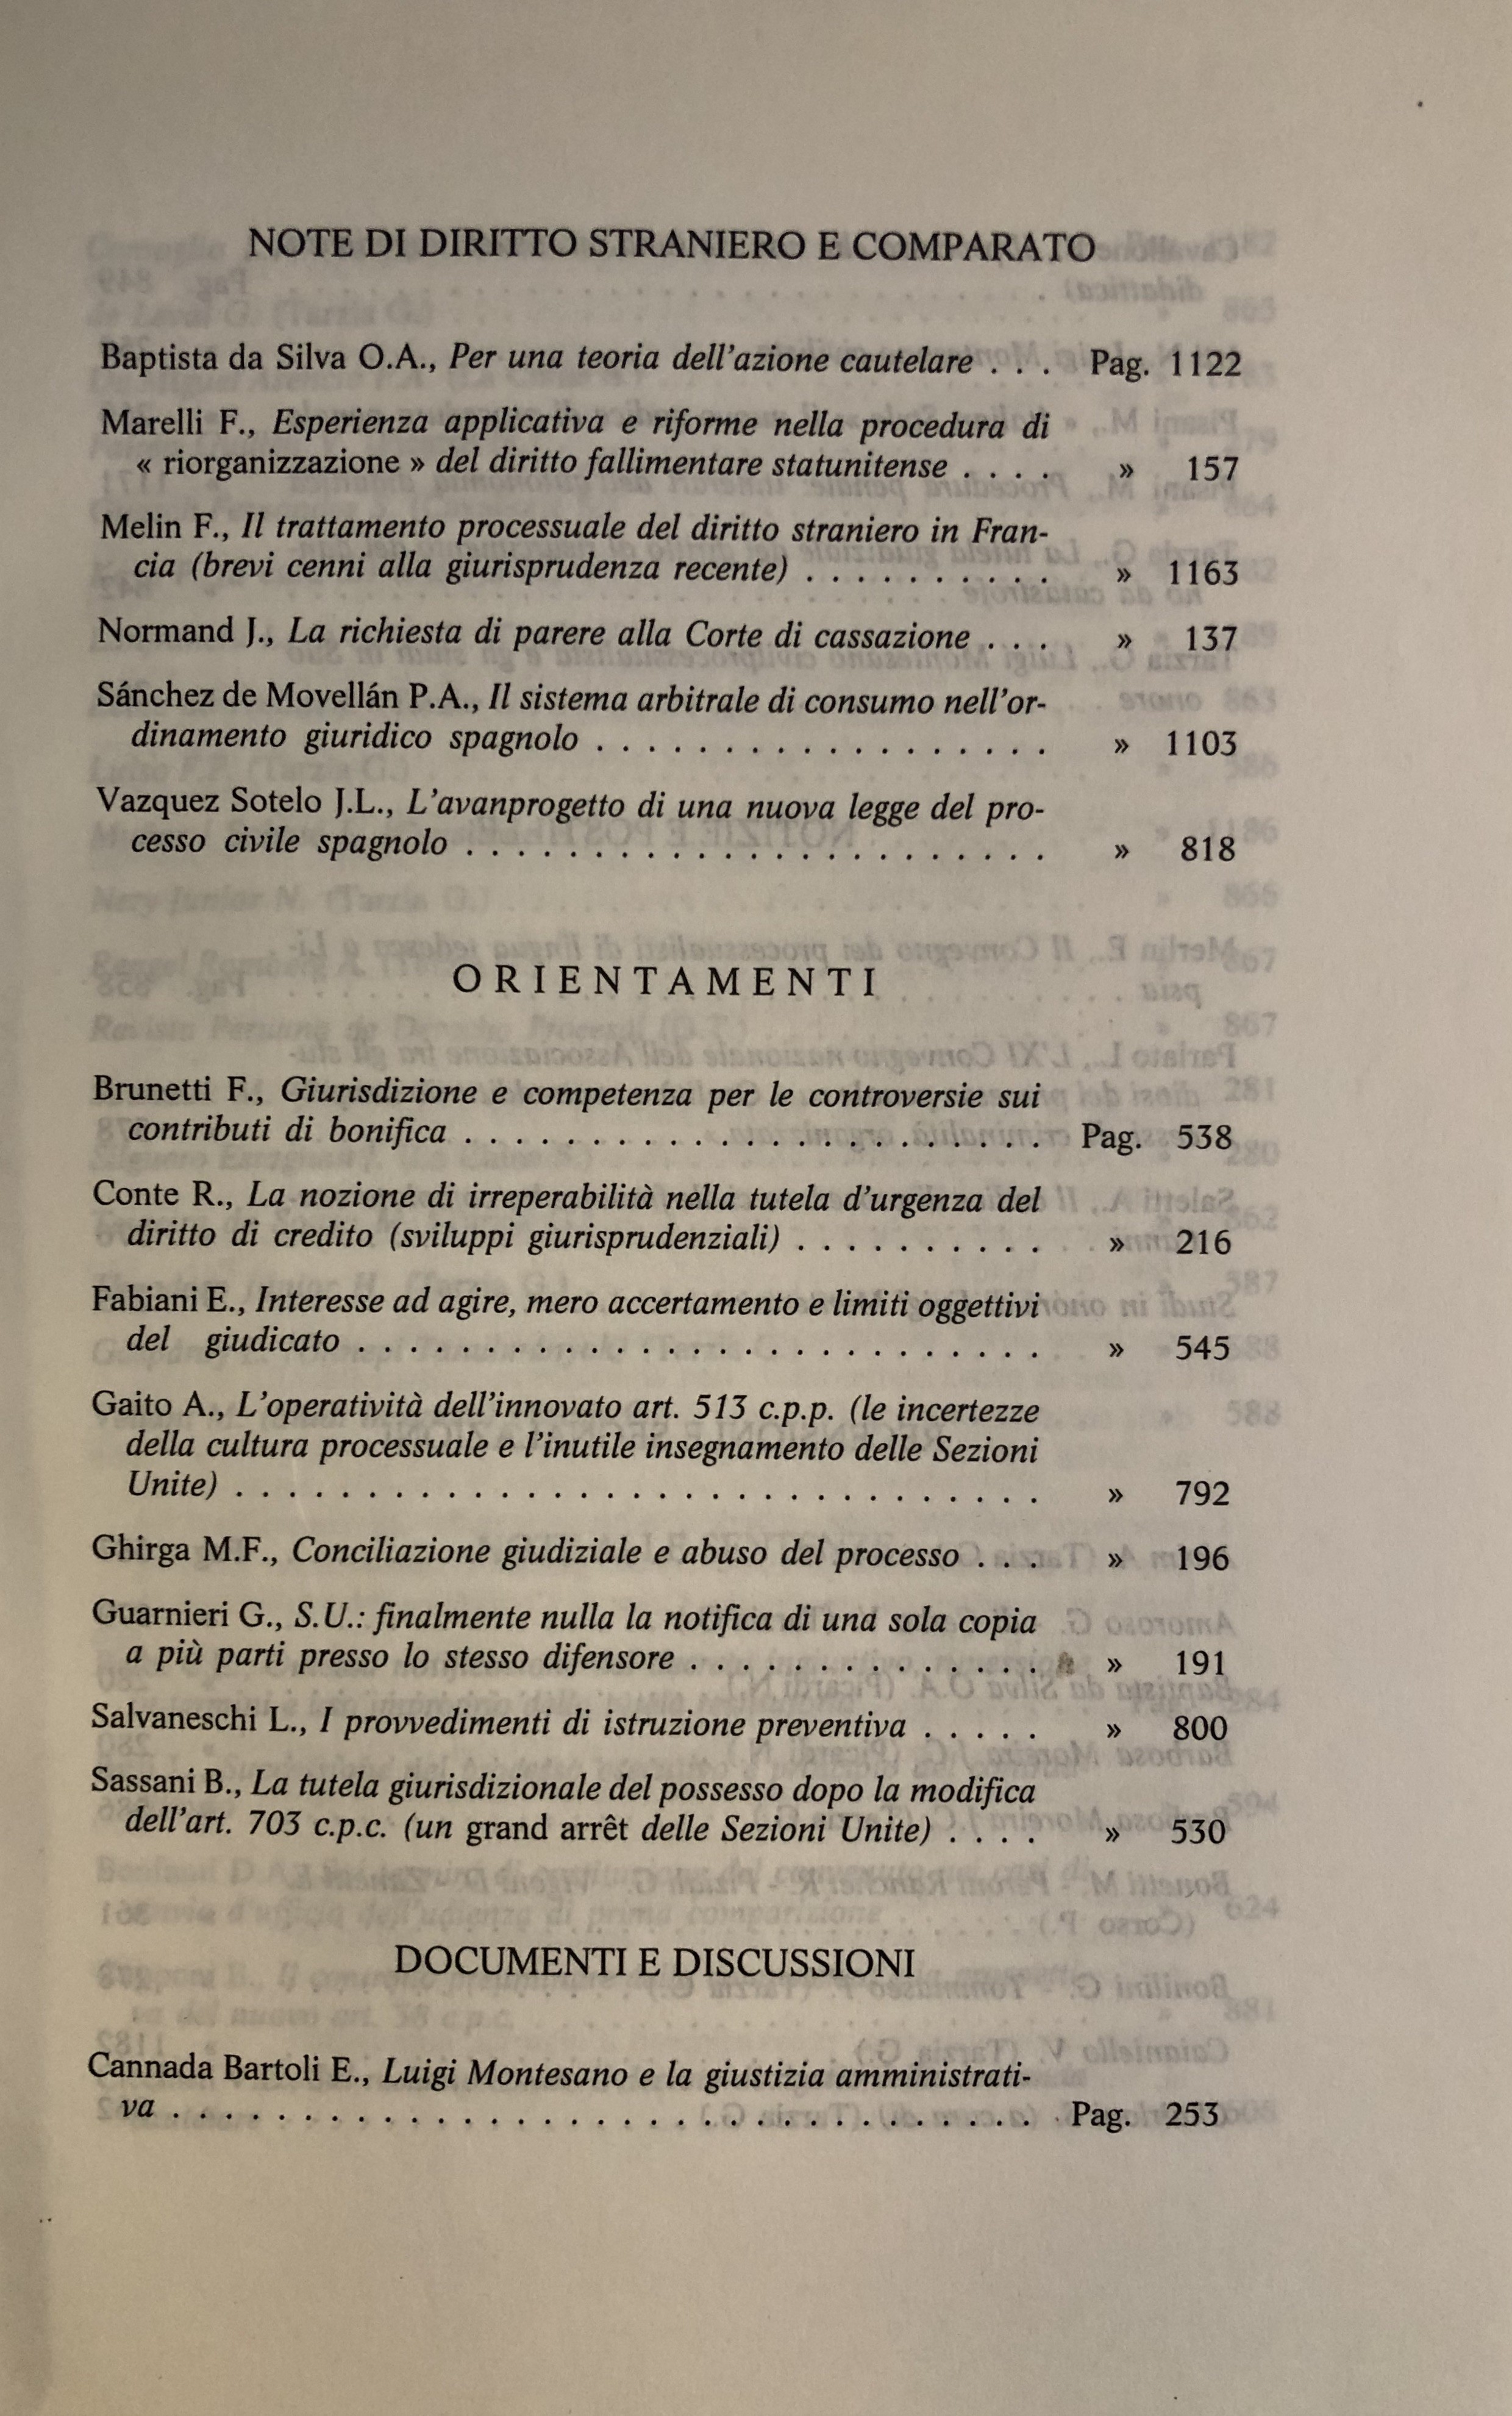 NOTE DI DIRITTO STRANIERO E COMPARATO
Baptista da Silva O.A., Per una teoria dell'azione cautelare . . . Pag. 1122
Marelli F., Esperienza applicativa e riforme nella procedura di
« riorganizzazione » del diritto fallimentare statunitense . . . . » 157
Melin F., Il trattamento processuale del diritto straniero in Fran-
cia (brevi cenni alla giurisprudenza recente) . . . . . . . . . . » 1163
Normand J., La richiesta di parere alla Corte di cassazione . . . » 137
Sánchez de Movellán P.A., Il sistema arbitrale di consumo nell'or-
dinamento giuridico spagnolo . . . . . . . . . . . . . . . . . . » 1103
Vazquez Sotelo J.L., L'avanprogetto di una nuova legge del pro-
cesso civile spagnolo . . . . . . . . . . . . . . . . . . . . . . . » 818
ORIENTAMENTI
Brunetti F., Giurisdizione e competenza per le controversie sui
contributi di bonifica . . . . . . . . . . . . . . . . . . . . . . . Pag. 538
Conte R., La nozione di irreperabilità nella tutela d'urgenza del
diritto di credito (sviluppi giurisprudenziali) . . . . . . . . . . » 216
Fabiani E., Interesse ad agire, mero accertamento e limiti oggettivi
del giudicato . . . . . . . . . . . . . . . . . . . . . . . . . . . » 545
Gaito A., L'operatività dell'innovato art. 513 c.p.p. (le incertezze
della cultura processuale e l'inutile insegnamento delle Sezioni
Unite) . . . . . . . . . . . . . . . . . . . . . . . . . . . . . . . » 792
Ghirga M.F., Conciliazione giudiziale e abuso del processo . . . » 196
Guarnieri G., S.U.: finalmente nulla la notifica di una sola copia
a più parti presso lo stesso difensore . . . . . . . . . . . . . . » 191
Salvaneschi L., I provvedimenti di istruzione preventiva . . . . . » 800
Sassani B., La tutela giurisdizionale del possesso dopo la modifica
dell'art. 703 c.p.c. (un grand arrêt delle Sezioni Unite) . . . . » 530
DOCUMENTI E DISCUSSIONI
Cannada Bartoli E., Luigi Montesano e la giustizia amministrati-
va . . . . . . . . . . . . . . . . . . . . . . . . . . . . . . . . . . Pag. 253